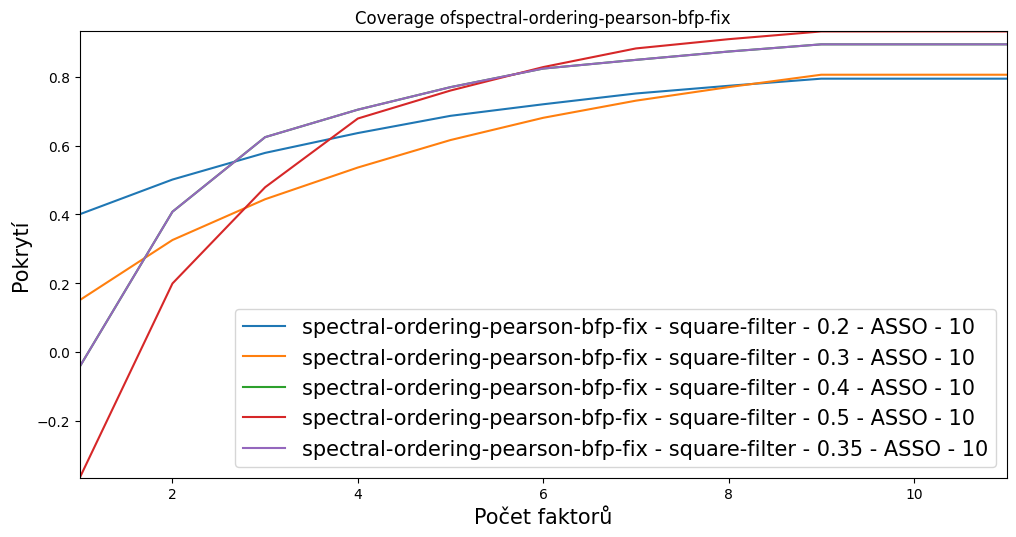 Coverage ofspectral-ordering-pearson-bfp-fix
Pokrytí
0.8
0.6
0.4
0.2
0.0
−0.2
spectral-ordering-pearson-bfp-fix - square-filter - 0.2 - ASSO - 10
spectral-ordering-pearson-bfp-fix - square-filter - 0.3 - ASSO - 10
spectral-ordering-pearson-bfp-fix - square-filter - 0.4 - ASSO - 10
spectral-ordering-pearson-bfp-fix - square-filter - 0.5 - ASSO - 10
spectral-ordering-pearson-bfp-fix - square-filter - 0.35 - ASSO - 10
2 4 6 8 10
Počet faktorů